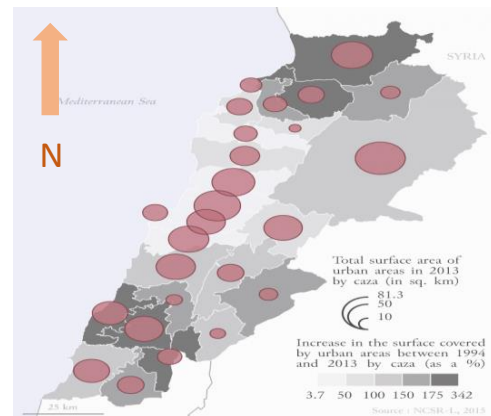 N
Mediterranean Sea
SYRIA
Total surface area of
urban areas in 2013
by caza (in sq. km)
81.3
50
10
Increase in the surface covered
by urban areas between 1994
and 2013 by caza (as a %)
3.7 50 100 150 175 342
25 km
Source : NCSR-L, 2015